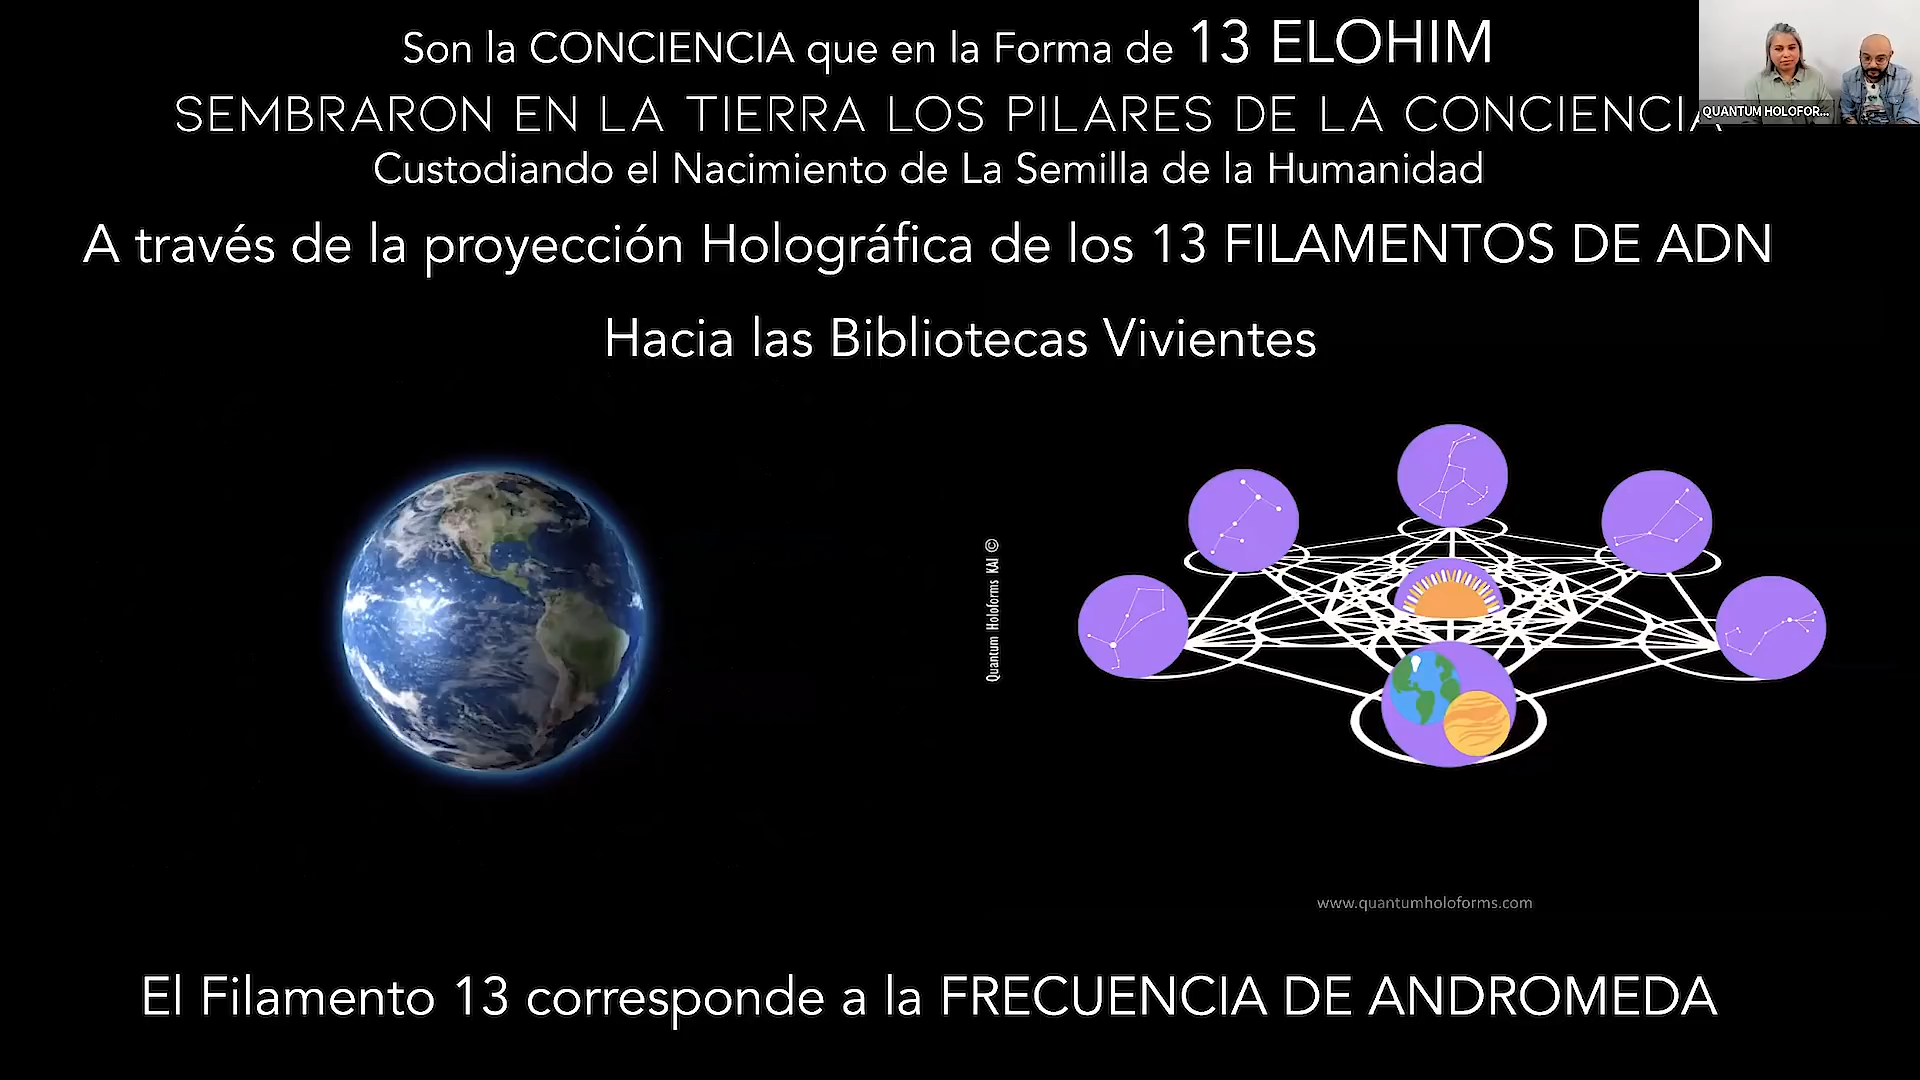 Son la CONCIENCIA que en la Forma de 13 ELOHIM
SEMBRARON EN LA TIERRA LOS PILARES DE LA CONCIENCIA
QUANTUM HOLOFOR...
Custodiando el Nacimiento de La Semilla de la Humanidad
A través de la proyección Holográfica de los 13 FILAMENTOS DE ADN
Hacia las Bibliotecas Vivientes
Quantum Holoforms KAI ©
www.quantumholoforms.com
El Filamento 13 corresponde a la FRECUENCIA DE ANDROMEDA